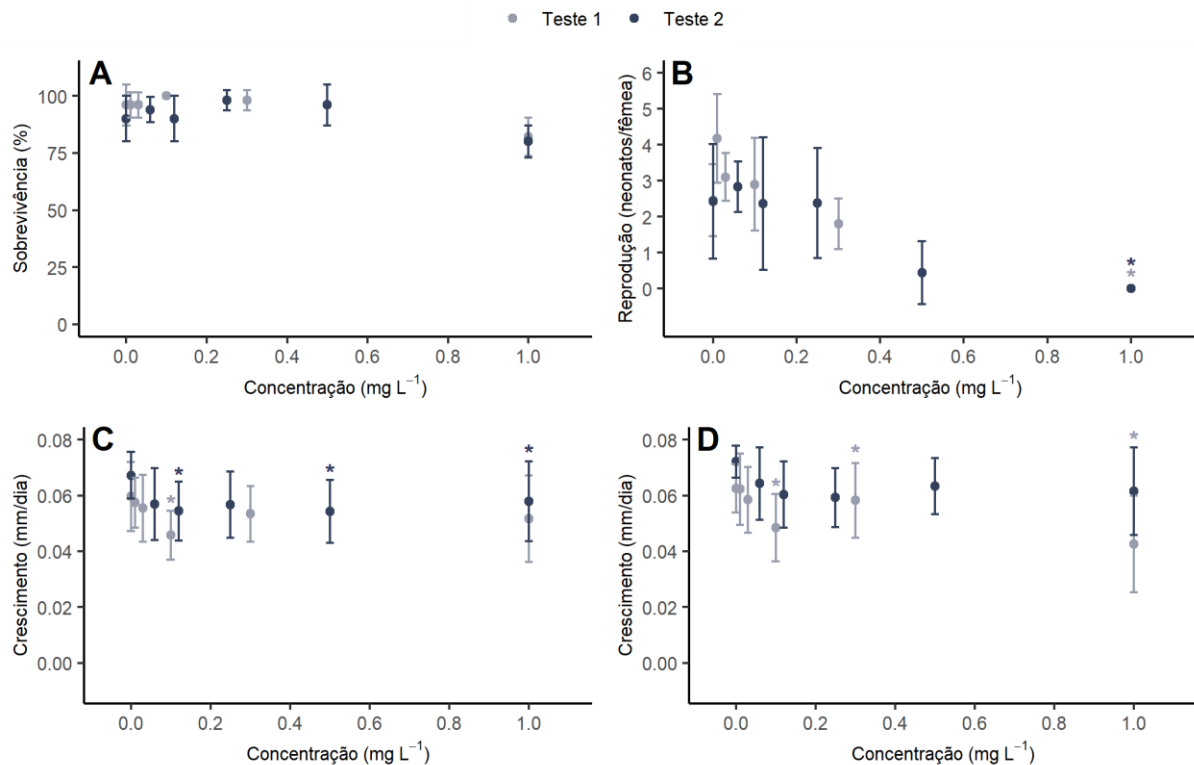 Teste 1 Teste 2
A
Sobrevivência (%)
100
75
50
25
0
0.0 0.2 0.4 0.6 0.8 1.0
Concentração (mg L⁻¹)
B
Reprodução (neonatos/fêmea)
6
5
4
3
2
1
0
*
*
0.0 0.2 0.4 0.6 0.8 1.0
Concentração (mg L⁻¹)
C
Crescimento (mm/dia)
0.08
0.06
0.04
0.02
0.00
* * * *
0.0 0.2 0.4 0.6 0.8 1.0
Concentração (mg L⁻¹)
D
Crescimento (mm/dia)
0.08
0.06
0.04
0.02
0.00
* * *
0.0 0.2 0.4 0.6 0.8 1.0
Concentração (mg L⁻¹)